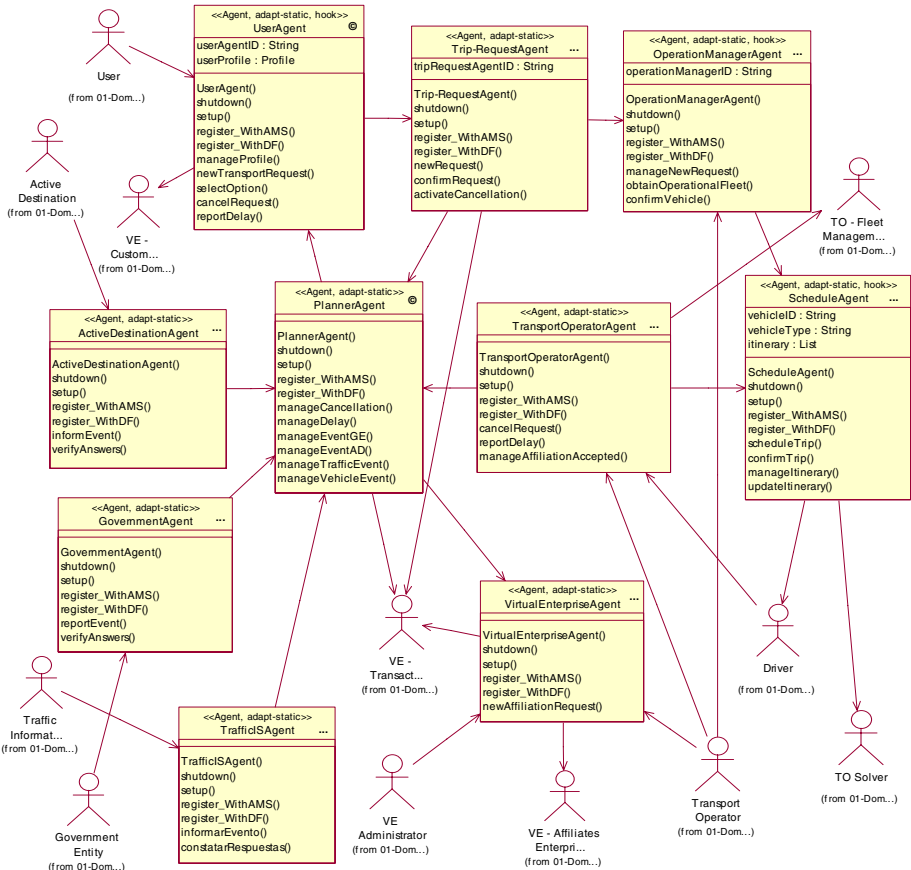 <<Agent, adapt-static, hook>>
UserAgent ©
userAgentID : String
userProfile : Profile
UserAgent()
shutdown()
setup()
register_WithAMS()
register_WithDF()
manageProfile()
newTransportRequest()
selectOption()
cancelRequest()
reportDelay()
<<Agent, adapt-static>>
Trip-RequestAgent ...
tripRequestAgentID : String
Trip-RequestAgent()
shutdown()
setup()
register_WithAMS()
register_WithDF()
newRequest()
confirmRequest()
activateCancellation()
<<Agent, adapt-static, hook>>
OperationManagerAgent ...
operationManagerID : String
OperationManagerAgent()
shutdown()
setup()
register_WithAMS()
register_WithDF()
manageNewRequest()
obtainOperationalFleet()
confirmVehicle()
User
(from 01-Dom...)
Active
Destination
(from 01-Dom...)
VE -
Custom...
(from 01-Dom...)
TO - Fleet
Managem...
(from 01-Dom...)
<<Agent, adapt-static>>
ActiveDestinationAgent ...
ActiveDestinationAgent()
shutdown()
setup()
register_WithAMS()
register_WithDF()
informEvent()
verifyAnswers()
<<Agent, adapt-static>>
PlannerAgent ©
PlannerAgent()
shutdown()
setup()
register_WithAMS()
register_WithDF()
manageCancellation()
manageDelay()
manageEventGE()
manageEventAD()
manageTrafficEvent()
manageVehicleEvent()
<<Agent, adapt-static>>
TransportOperatorAgent ...
TransportOperatorAgent()
shutdown()
setup()
register_WithAMS()
register_WithDF()
cancelRequest()
reportDelay()
manageAffiliationAccepted()
<<Agent, adapt-static, hook>>
ScheduleAgent ...
vehicleID : String
vehicleType : String
itinerary : List
ScheduleAgent()
shutdown()
setup()
register_WithAMS()
register_WithDF()
scheduleTrip()
confirmTrip()
manageItinerary()
updateItinerary()
<<Agent, adapt-static>>
GovernmentAgent ...
GovernmentAgent()
shutdown()
setup()
register_WithAMS()
register_WithDF()
reportEvent()
verifyAnswers()
<<Agent, adapt-static>>
VirtualEnterpriseAgent ...
VirtualEnterpriseAgent()
shutdown()
setup()
register_WithAMS()
register_WithDF()
newAffiliationRequest()
VE -
Transact...
(from 01-Dom...)
Driver
(from 01-Dom...)
Traffic
Informat...
(from 01-Dom...)
<<Agent, adapt-static>>
TrafficISAgent ...
TrafficISAgent()
shutdown()
setup()
register_WithAMS()
register_WithDF()
informarEvento()
constatarRespuestas()
Government
Entity
(from 01-Dom...)
VE
Administrator
(from 01-Dom...)
VE - Affiliates
Enterpri...
(from 01-Dom...)
Transport
Operator
(from 01-Dom...)
TO Solver
(from 01-Dom...)